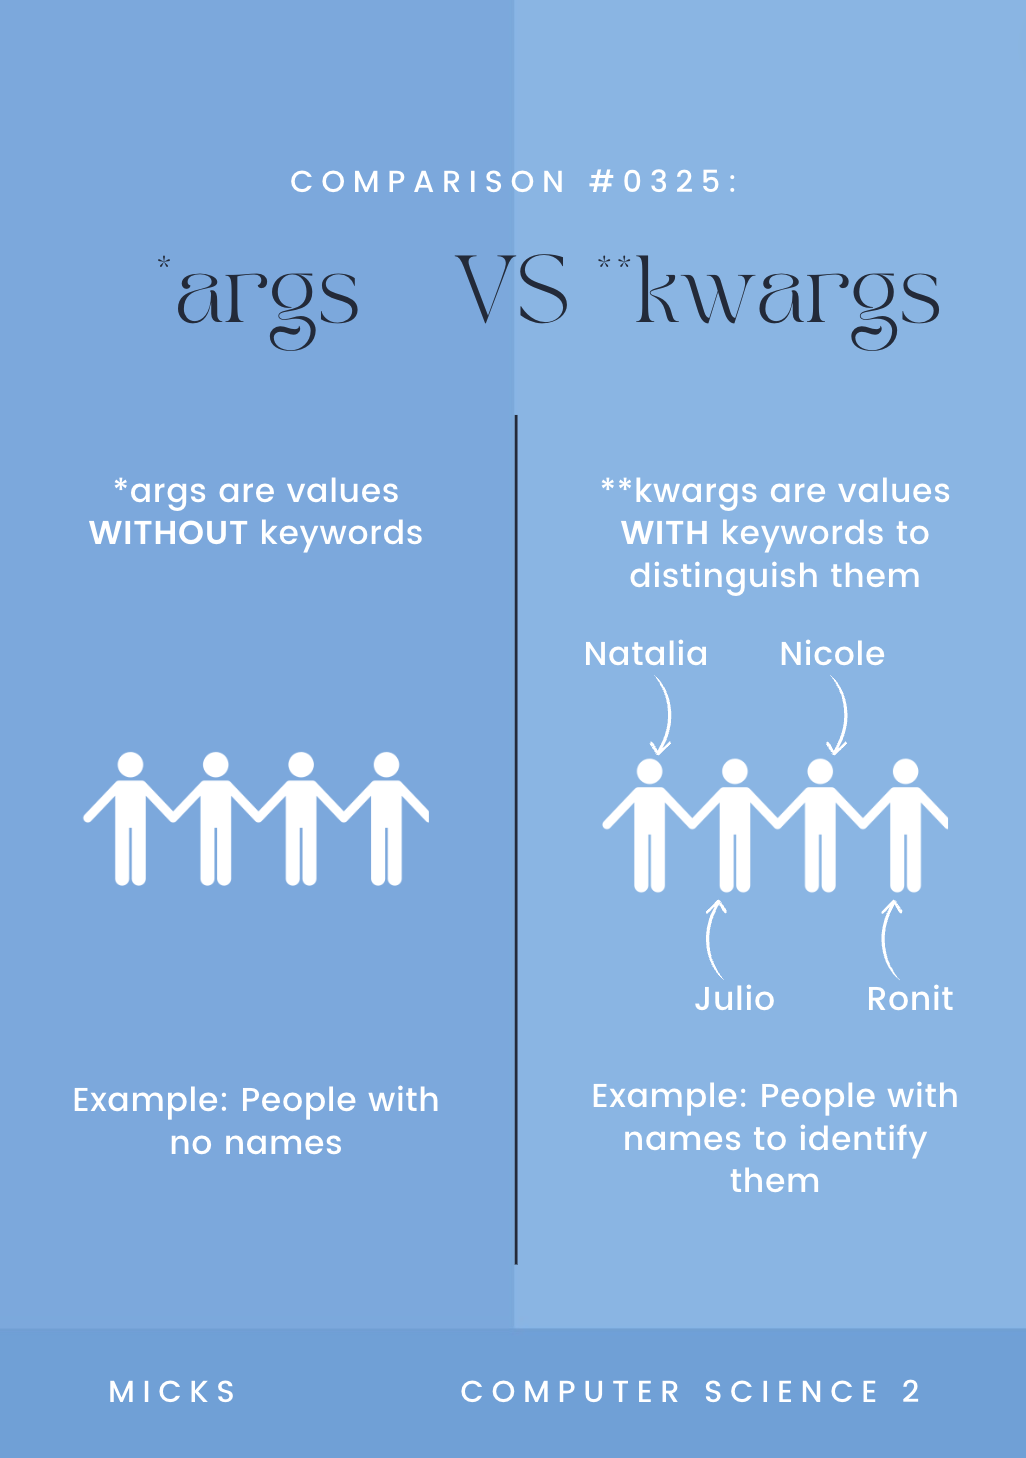 COMPARISON #0325:
*args VS **kwargs
*args are values
WITHOUT keywords
**kwargs are values
WITH keywords to
distinguish them
Natalia Nicole
Julio Ronit
Example: People with
no names
Example: People with
names to identify
them
MICKS COMPUTER SCIENCE 2